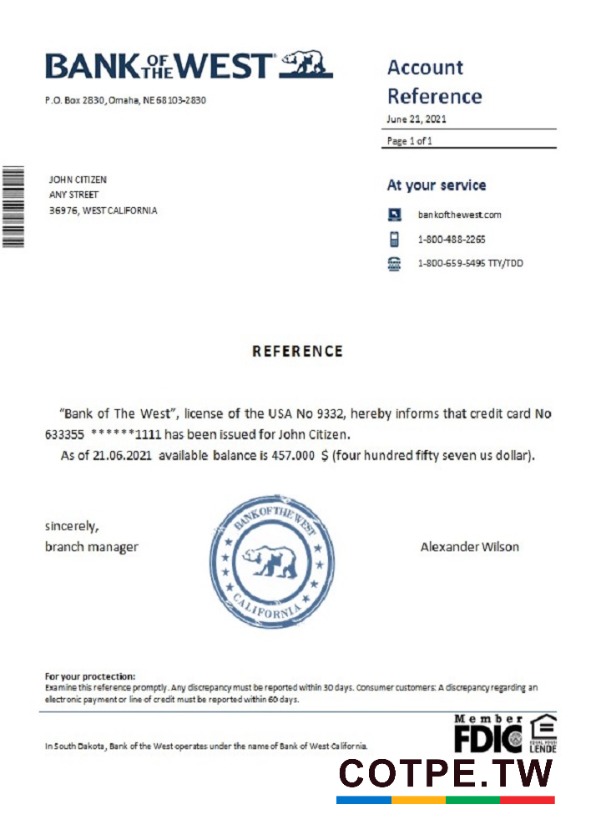 BANK OF THE WEST
P.O. Box 2830, Omaha, NE 68103-2830
Account
Reference
June 21, 2021
Page 1 of 1
JOHN CITIZEN
ANY STREET
36976, WEST CALIFORNIA
At your service
bankofthewest.com
1-800-488-2265
1-800-659-5495 TTY/TDD
REFERENCE
“Bank of The West”, license of the USA No 9332, hereby informs that credit card No
633355 ******1111 has been issued for John Citizen.
As of 21.06.2021 available balance is 457.000 $ (four hundred fifty seven us dollar).
sincerely,
branch manager
BANK OF THE WEST
CALIFORNIA
Alexander Wilson
For your proctection:
Examine this reference promptly. Any discrepancy must be reported within 30 days. Consumer customers: A discrepancy regarding an
electronic payment or line of credit must be reported within 60 days.
In South Dakota, Bank of the West operates under the name of Bank of West California.
Member
FDIC
EQUAL HOUSING
LENDE
COTPE.TW